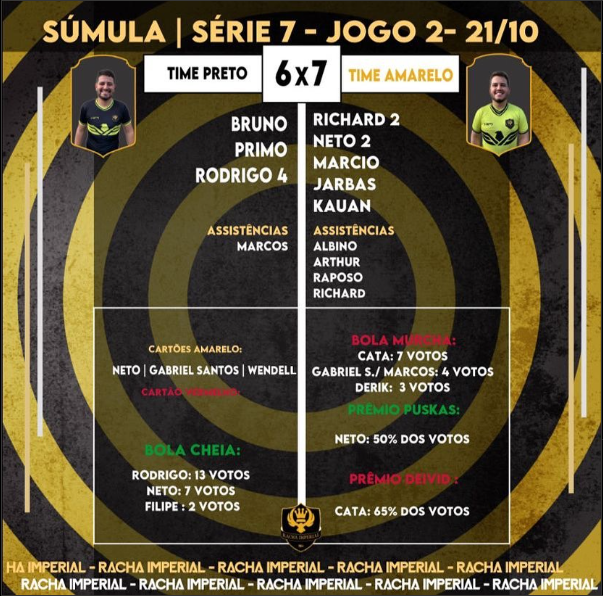 SÚMULA | SÉRIE 7 - JOGO 2- 21/10
TIME PRETO 6x7 TIME AMARELO
BRUNO
PRIMO
RODRIGO 4
RICHARD 2
NETO 2
MARCIO
JARBAS
KAUAN
ASSISTÊNCIAS
MARCOS
ASSISTÊNCIAS
ALBINO
ARTHUR
RAPOSO
RICHARD
CARTÕES AMARELO:
NETO | GABRIEL SANTOS | WENDELL
CARTÃO VERMELHO:
BOLA CHEIA:
RODRIGO: 13 VOTOS
NETO: 7 VOTOS
FILIPE : 2 VOTOS
BOLA MURCHA:
CATA: 7 VOTOS
GABRIEL S./ MARCOS: 4 VOTOS
DERIK: 3 VOTOS
PRÊMIO PUSKAS:
NETO: 50% DOS VOTOS
PRÊMIO DEIVID :
CATA: 65% DOS VOTOS
RACHA IMPERIAL
HA IMPERIAL - RACHA IMPERIAL - RACHA IMPERIAL - RACHA IMPERIAL - RACHA IMPERIAL
RACHA IMPERIAL - RACHA IMPERIAL - RACHA IMPERIAL - RACHA IMPERIAL - RACHA IMPERIAL